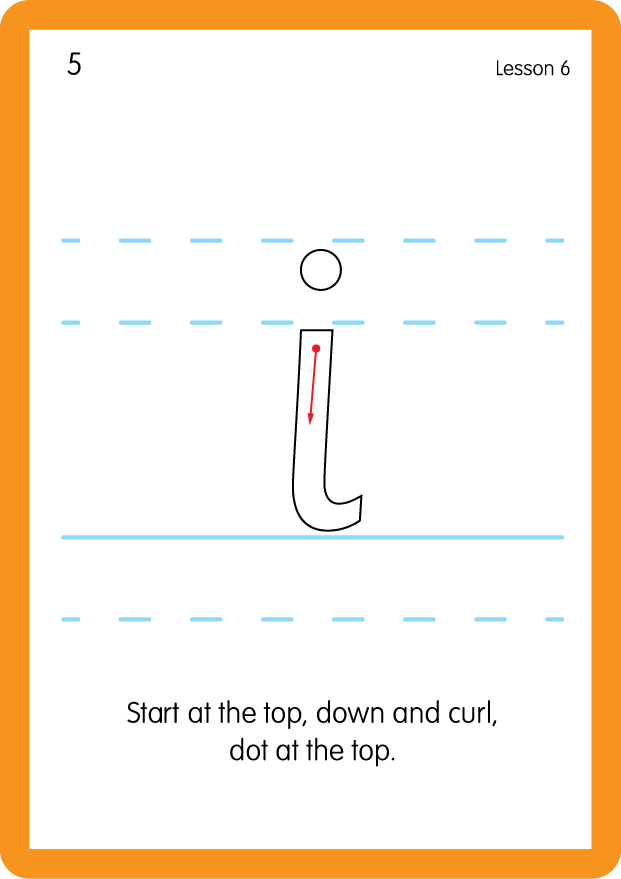 5
Lesson 6
i
Start at the top, down and curl,
dot at the top.